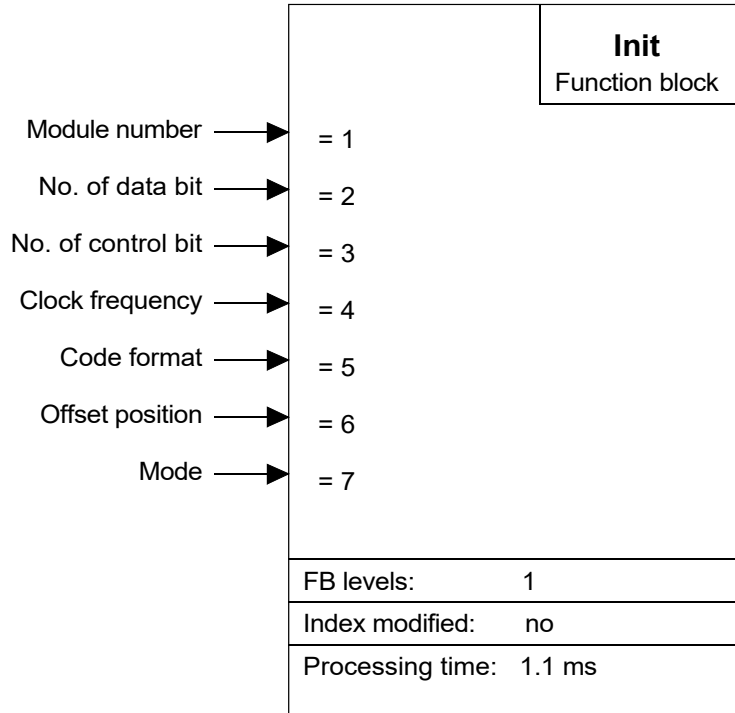 Init
Function block
Module number = 1
No. of data bit = 2
No. of control bit = 3
Clock frequency = 4
Code format = 5
Offset position = 6
Mode = 7
FB levels: 1
Index modified: no
Processing time: 1.1 ms